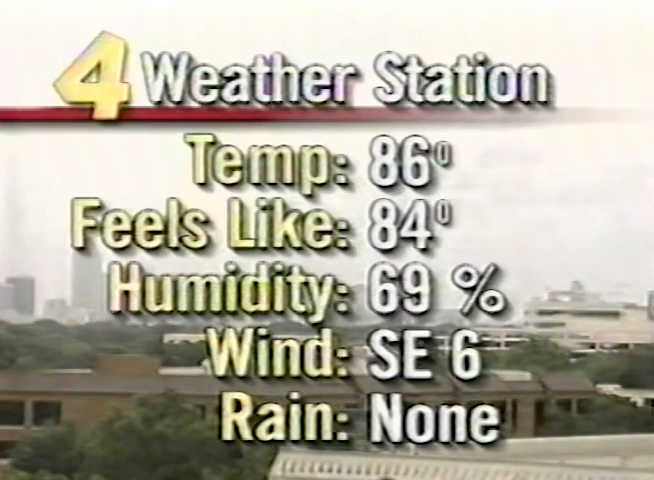 4 Weather Station
Temp: 86°
Feels Like: 84°
Humidity: 69 %
Wind: SE 6
Rain: None